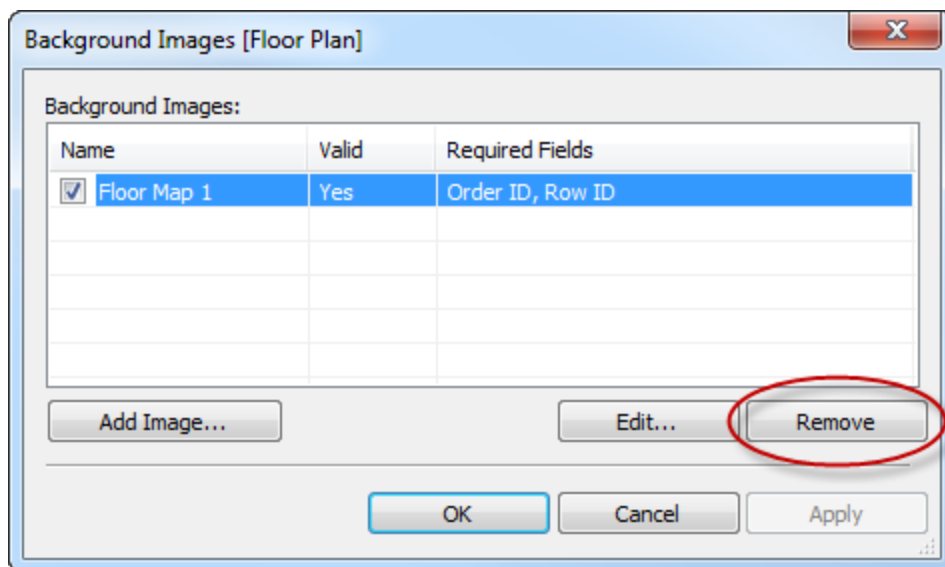 Background Images [Floor Plan]
Background Images:
Name Valid Required Fields
Floor Map 1 Yes Order ID, Row ID
Add Image... Edit... Remove
OK Cancel Apply